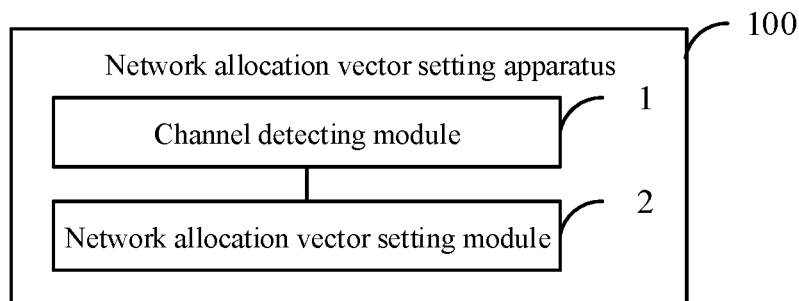 100
Network allocation vector setting apparatus
1
Channel detecting module
2
Network allocation vector setting module